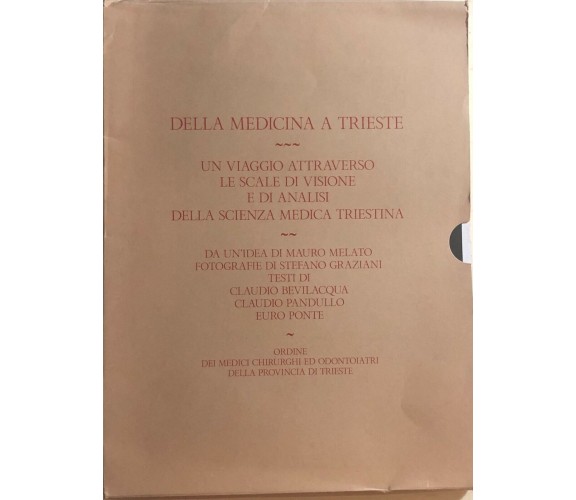 DELLA MEDICINA A TRIESTE
~~~
UN VIAGGIO ATTRAVERSO
LE SCALE DI VISIONE
E DI ANALISI
DELLA SCIENZA MEDICA TRIESTINA
~~
DA UN'IDEA DI MAURO MELATO
FOTOGRAFIE DI STEFANO GRAZIANI
TESTI DI
CLAUDIO BEVILACQUA
CLAUDIO PANDULLO
EURO PONTE
~
ORDINE
DEI MEDICI CHIRURGHI ED ODONTOIATRI
DELLA PROVINCIA DI TRIESTE